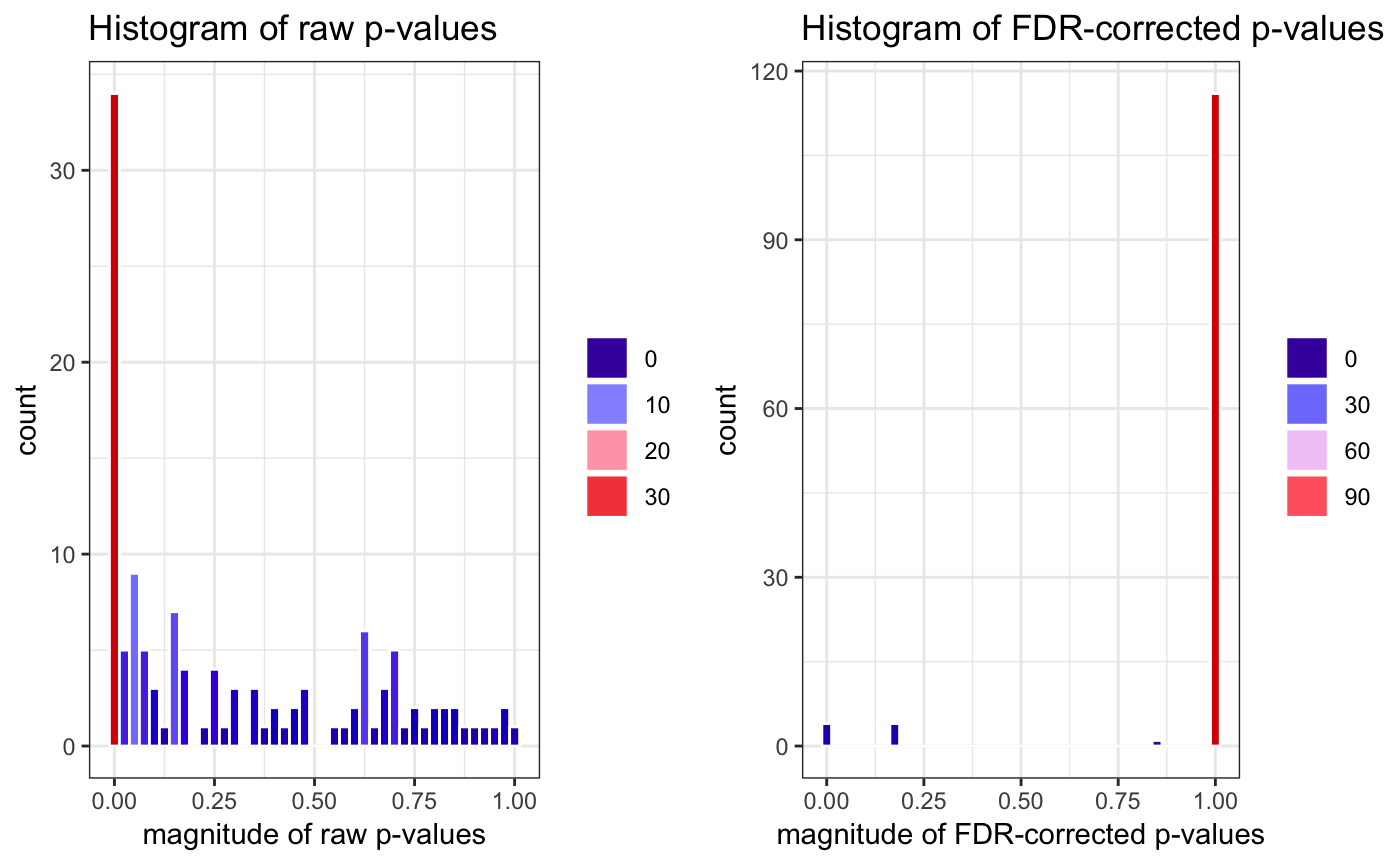 Histogram of raw p-values
count
30
20
10
0
0.00 0.25 0.50 0.75 1.00
magnitude of raw p-values
0
10
20
30
Histogram of FDR-corrected p-values
count
120
90
60
30
0
0.00 0.25 0.50 0.75 1.00
magnitude of FDR-corrected p-values
0
30
60
90